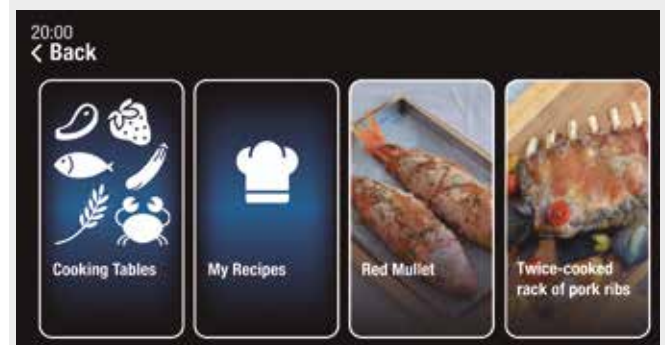 20:00
< Back
Cooking Tables
My Recipes
Red Mullet
Twice-cooked
rack of pork ribs